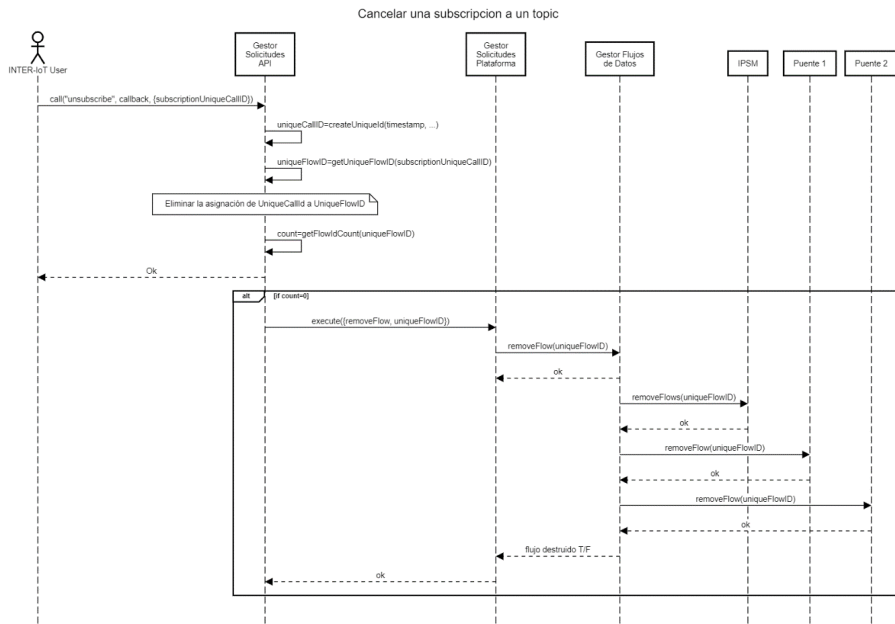 Cancelar una subscripcion a un topic
INTER-IoT User
Gestor
Solicitudes
API
Gestor
Solicitudes
Plataforma
Gestor Flujos
de Datos
IPSM
Puente 1
Puente 2
call("unsubscribe", callback, {subscriptionUniqueCallID})
uniqueCallID=createUniqueId(timestamp, ...)
uniqueFlowID=getUniqueFlowID(subscriptionUniqueCallID)
Eliminar la asignación de UniqueCallId a UniqueFlowID
count=getFlowIdCount(uniqueFlowID)
Ok
alt
[if count=0]
execute({removeFlow, uniqueFlowID})
removeFlow(uniqueFlowID)
ok
removeFlows(uniqueFlowID)
ok
removeFlow(uniqueFlowID)
ok
removeFlow(uniqueFlowID)
ok
flujo destruido T/F
ok